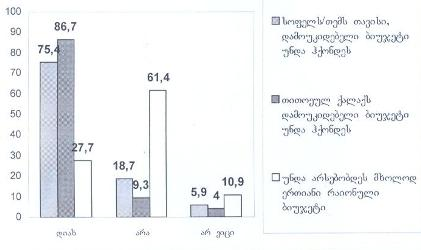 100
90
80
70
60
50
40
30
20
10
0
75,4
86,7
27,7
18,7
9,3
61,4
5,9
4
10,9
დიახ
არა
არ ვიცი
სოფელს/თემს თავისი,
დამოუკიდებელი ბიუჯეტი
უნდა ჰქონდეს
თითოეულ ქალაქს
დამოუკიდებელი ბიუჯეტი
უნდა ჰქონდეს
უნდა არსებობდეს მხოლოდ
ერთიანი რაიონული
ბიუჯეტი